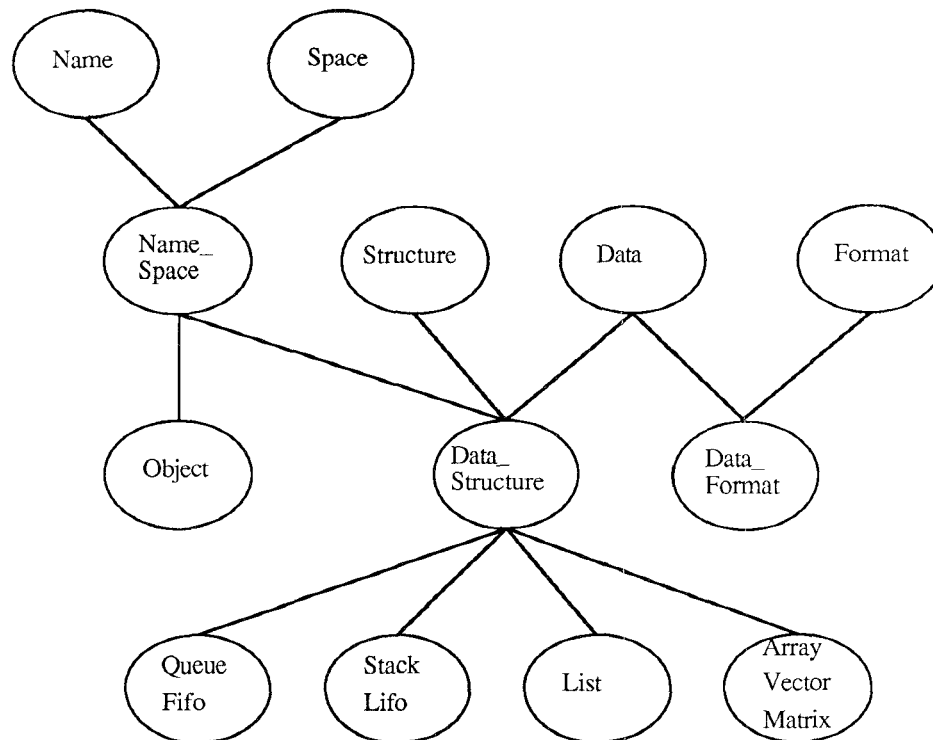 Name
Space
Name_
Space
Structure
Data
Format
Object
Data_
Structure
Data_
Format
Queue
Fifo
Stack
Lifo
List
Array
Vector
Matrix